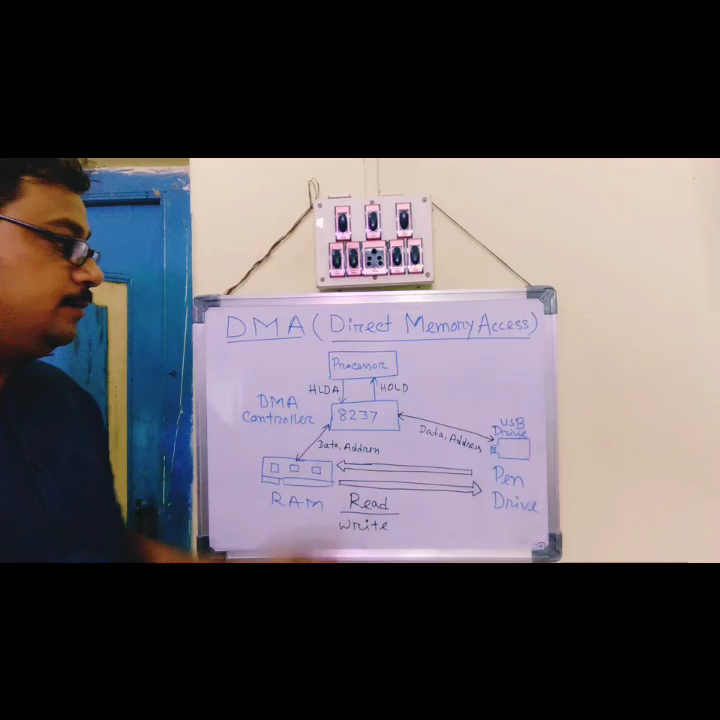 DMA (Direct Memory Access)
Processor
HLDA HOLD
DMA
Controller
8237
USB
Drive
Data, Address
Data, Address
Pen
Drive
RAM
Read
Write